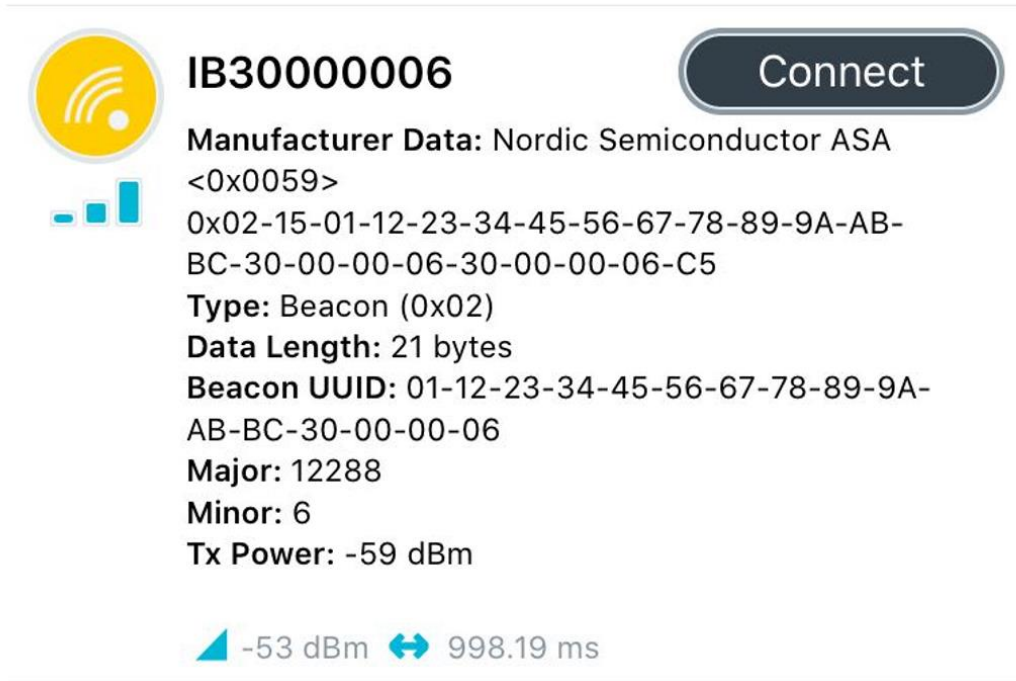 IB30000006
Connect
Manufacturer Data: Nordic Semiconductor ASA
<0x0059>
0x02-15-01-12-23-34-45-56-67-78-89-9A-AB-
BC-30-00-00-06-30-00-00-06-C5
Type: Beacon (0x02)
Data Length: 21 bytes
Beacon UUID: 01-12-23-34-45-56-67-78-89-9A-
AB-BC-30-00-00-06
Major: 12288
Minor: 6
Tx Power: -59 dBm
-53 dBm 998.19 ms